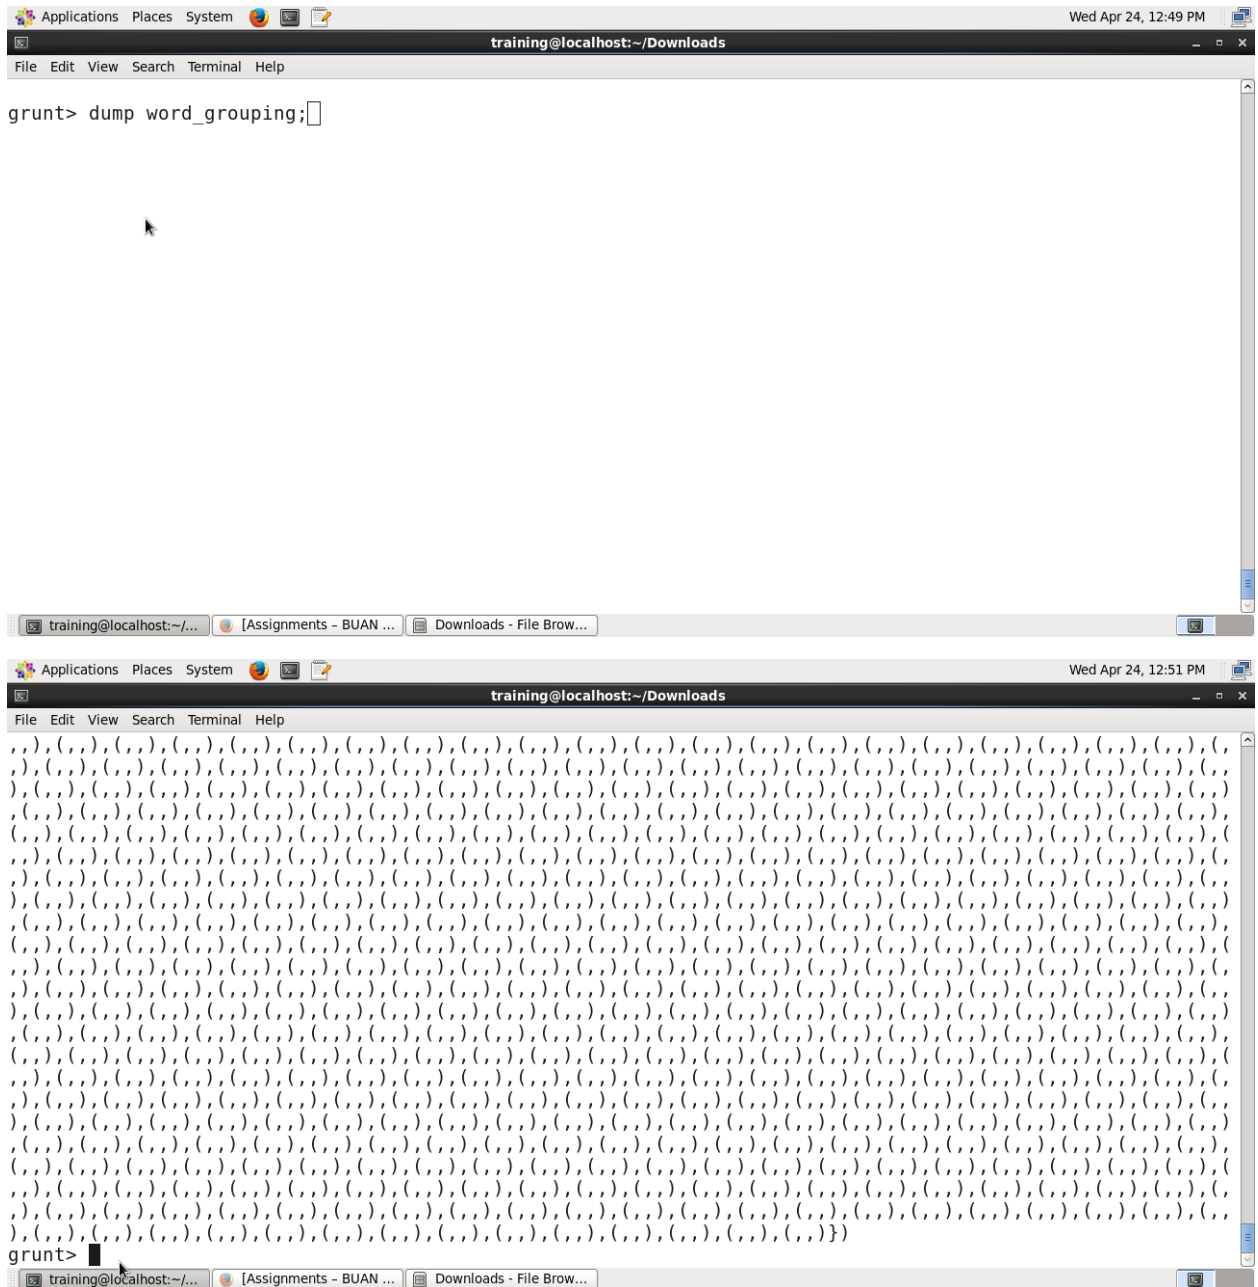 Applications Places System
Wed Apr 24, 12:49 PM
training@localhost:~/Downloads
File Edit View Search Terminal Help
grunt> dump word_grouping;
training@localhost:~/... [Assignments – BUAN ... Downloads - File Brow...
Applications Places System
Wed Apr 24, 12:51 PM
training@localhost:~/Downloads
File Edit View Search Terminal Help
,,),(,,),(,,),(,,),(,,),(,,),(,,),(,,),(,,),(,,),(,,),(,,),(,,),(,,),(,,),(,,),(,,),(,,),(,,),(,,),(,,),(,
,),(,,),(,,),(,,),(,,),(,,),(,,),(,,),(,,),(,,),(,,),(,,),(,,),(,,),(,,),(,,),(,,),(,,),(,,),(,,),(,,),(,,
),(,,),(,,),(,,),(,,),(,,),(,,),(,,),(,,),(,,),(,,),(,,),(,,),(,,),(,,),(,,),(,,),(,,),(,,),(,,),(,,),(,,)
,(,,),(,,),(,,),(,,),(,,),(,,),(,,),(,,),(,,),(,,),(,,),(,,),(,,),(,,),(,,),(,,),(,,),(,,),(,,),(,,),(,,),
(,,),(,,),(,,),(,,),(,,),(,,),(,,),(,,),(,,),(,,),(,,),(,,),(,,),(,,),(,,),(,,),(,,),(,,),(,,),(,,),(,,),(
,,),(,,),(,,),(,,),(,,),(,,),(,,),(,,),(,,),(,,),(,,),(,,),(,,),(,,),(,,),(,,),(,,),(,,),(,,),(,,),(,,),(,
,),(,,),(,,),(,,),(,,),(,,),(,,),(,,),(,,),(,,),(,,),(,,),(,,),(,,),(,,),(,,),(,,),(,,),(,,),(,,),(,,),(,,
),(,,),(,,),(,,),(,,),(,,),(,,),(,,),(,,),(,,),(,,),(,,),(,,),(,,),(,,),(,,),(,,),(,,),(,,),(,,),(,,),(,,)
,(,,),(,,),(,,),(,,),(,,),(,,),(,,),(,,),(,,),(,,),(,,),(,,),(,,),(,,),(,,),(,,),(,,),(,,),(,,),(,,),(,,),
(,,),(,,),(,,),(,,),(,,),(,,),(,,),(,,),(,,),(,,),(,,),(,,),(,,),(,,),(,,),(,,),(,,),(,,),(,,),(,,),(,,),(
,,),(,,),(,,),(,,),(,,),(,,),(,,),(,,),(,,),(,,),(,,),(,,),(,,),(,,),(,,),(,,),(,,),(,,),(,,),(,,),(,,),(,
,),(,,),(,,),(,,),(,,),(,,),(,,),(,,),(,,),(,,),(,,),(,,),(,,),(,,),(,,),(,,),(,,),(,,),(,,),(,,),(,,),(,,
),(,,),(,,),(,,),(,,),(,,),(,,),(,,),(,,),(,,),(,,),(,,),(,,),(,,),(,,),(,,),(,,),(,,),(,,),(,,),(,,),(,,)
,(,,),(,,),(,,),(,,),(,,),(,,),(,,),(,,),(,,),(,,),(,,),(,,),(,,),(,,),(,,),(,,),(,,),(,,),(,,),(,,),(,,),
(,,),(,,),(,,),(,,),(,,),(,,),(,,),(,,),(,,),(,,),(,,),(,,),(,,),(,,),(,,),(,,),(,,),(,,),(,,),(,,),(,,),(
,,),(,,),(,,),(,,),(,,),(,,),(,,),(,,),(,,),(,,),(,,),(,,),(,,),(,,),(,,),(,,),(,,),(,,),(,,),(,,),(,,),(,
,),(,,),(,,),(,,),(,,),(,,),(,,),(,,),(,,),(,,),(,,),(,,),(,,),(,,),(,,),(,,),(,,),(,,),(,,),(,,),(,,),(,,
),(,,),(,,),(,,),(,,),(,,),(,,),(,,),(,,),(,,),(,,),(,,),(,,),(,,),(,,),(,,),(,,),(,,),(,,),(,,),(,,),(,,)
,(,,),(,,),(,,),(,,),(,,),(,,),(,,),(,,),(,,),(,,),(,,),(,,),(,,),(,,),(,,),(,,),(,,),(,,),(,,),(,,),(,,),
(,,),(,,),(,,),(,,),(,,),(,,),(,,),(,,),(,,),(,,),(,,),(,,),(,,),(,,),(,,),(,,),(,,),(,,),(,,),(,,),(,,),(
,,),(,,),(,,),(,,),(,,),(,,),(,,),(,,),(,,),(,,),(,,),(,,),(,,),(,,),(,,),(,,),(,,),(,,),(,,),(,,),(,,),(,
,),(,,),(,,),(,,),(,,),(,,),(,,),(,,),(,,),(,,),(,,),(,,),(,,),(,,),(,,),(,,),(,,),(,,),(,,),(,,),(,,),(,,
),(,,),(,,),(,,),(,,),(,,),(,,),(,,),(,,),(,,),(,,),(,,),(,,),(,,),(,,)})
grunt>
training@localhost:~/... [Assignments – BUAN ... Downloads - File Brow...